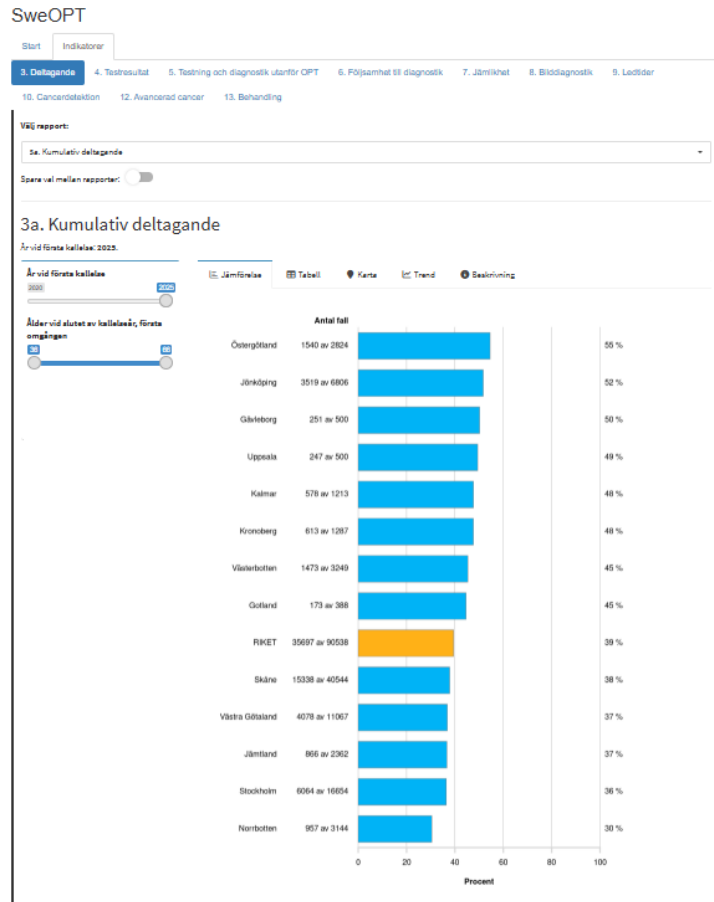 SweOPT
Start Indikatorer
3. Deltagande 4. Testresultat 5. Testning och diagnostik utanför OPT 6. Följsamhet till diagnostik 7. Jämlikhet 8. Bilddiagnostik 9. Ledtider
10. Cancerdetektion 12. Avancerad cancer 13. Behandling
Välj rapport:
3a. Kumulativ deltagande
Spara val mellan rapporter:
3a. Kumulativ deltagande
År vid första kallelse: 2025.
År vid första kallelse
2020 2025
Ålder vid slutet av kallelseår, första
omgången
Jämförelse Tabell Karta Trend Beskrivning
Antal fall
Östergötland 1540 av 2824 55 %
Jönköping 3519 av 6806 52 %
Gävleborg 251 av 500 50 %
Uppsala 247 av 500 49 %
Kalmar 578 av 1213 48 %
Kronoberg 613 av 1287 48 %
Västerbotten 1473 av 3249 45 %
Gotland 173 av 388 45 %
RIKET 35697 av 90538 39 %
Skåne 15338 av 40544 38 %
Västra Götaland 4078 av 11067 37 %
Jämtland 866 av 2362 37 %
Stockholm 6064 av 16654 36 %
Norrbotten 957 av 3144 30 %
0 20 40 60 80 100
Procent